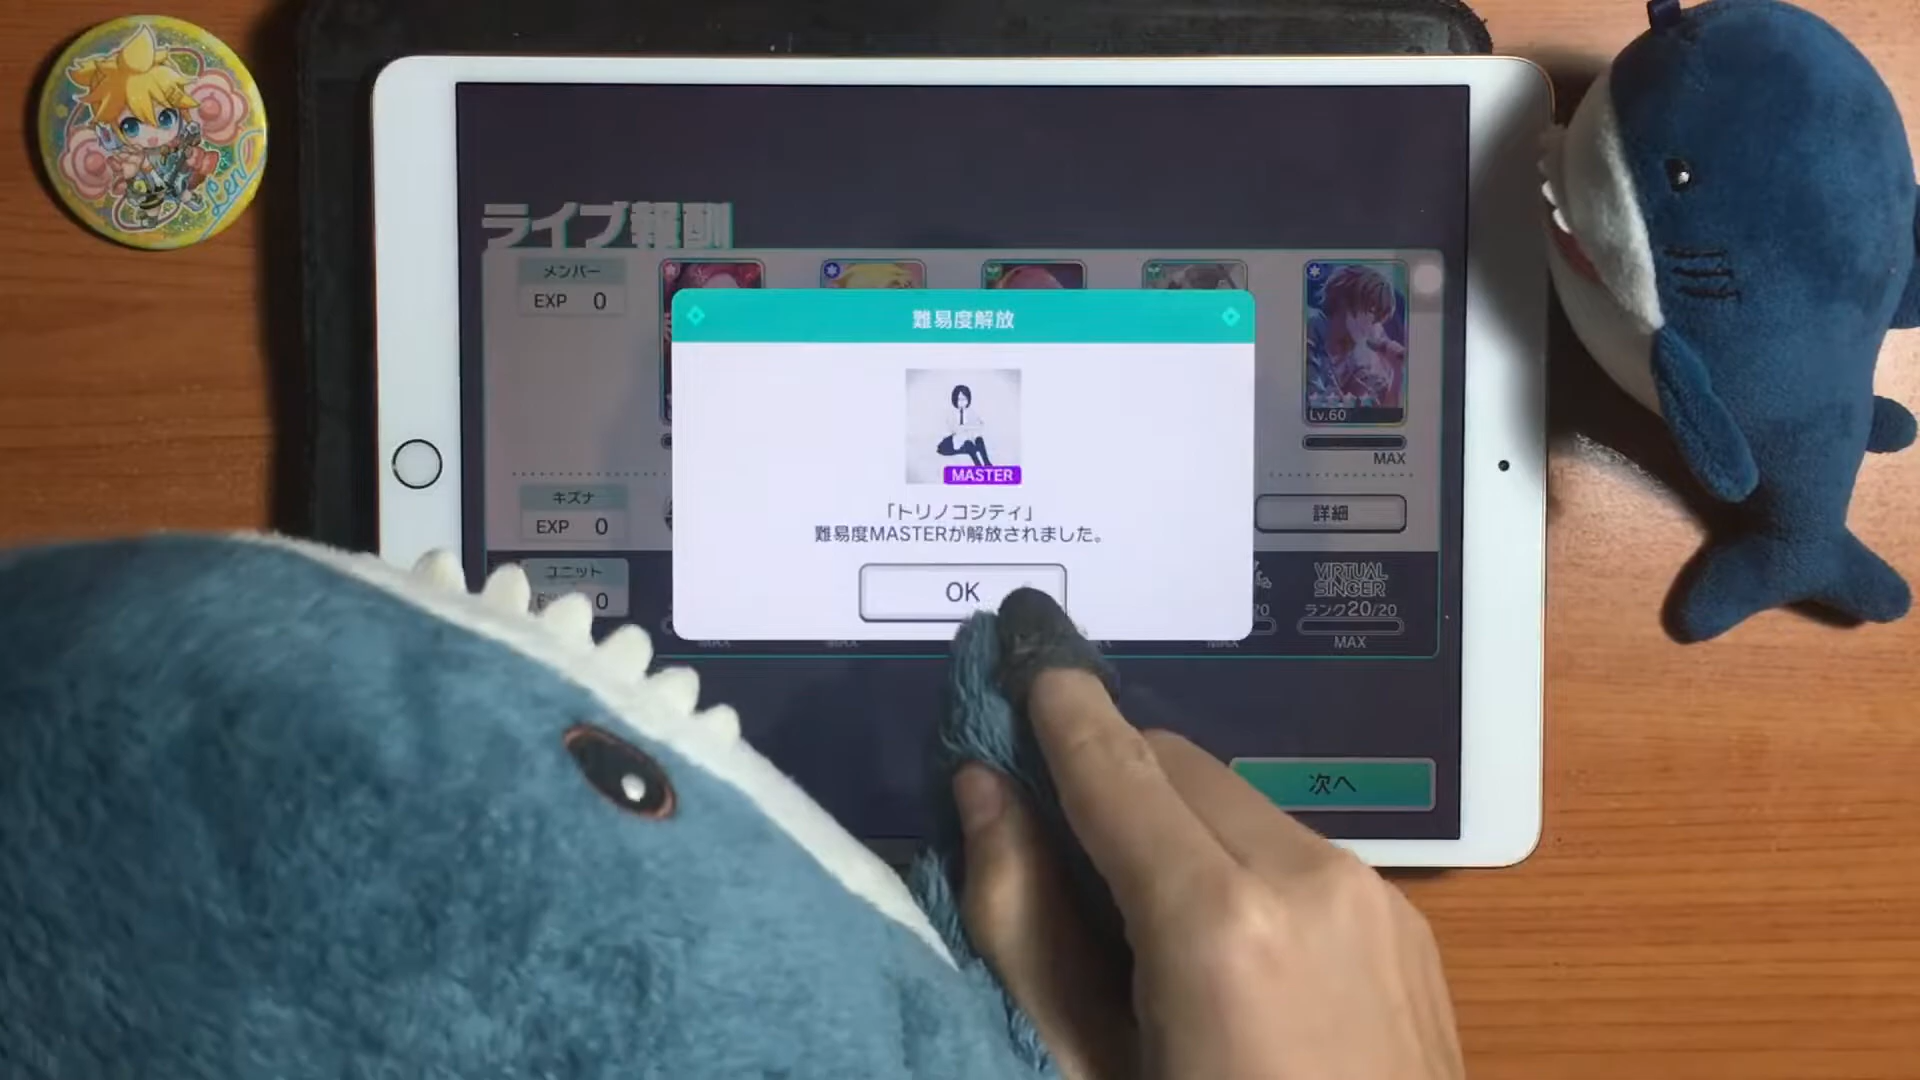 Len
ライブ報酬
メンバー
EXP 0
Lv.60
MAX
難易度解放
MASTER
「トリノコシティ」
難易度MASTERが解放されました。
OK
キズナ
EXP 0
詳細
ユニット
0
VIRTUAL SINGER
ランク20/20
MAX
次へ